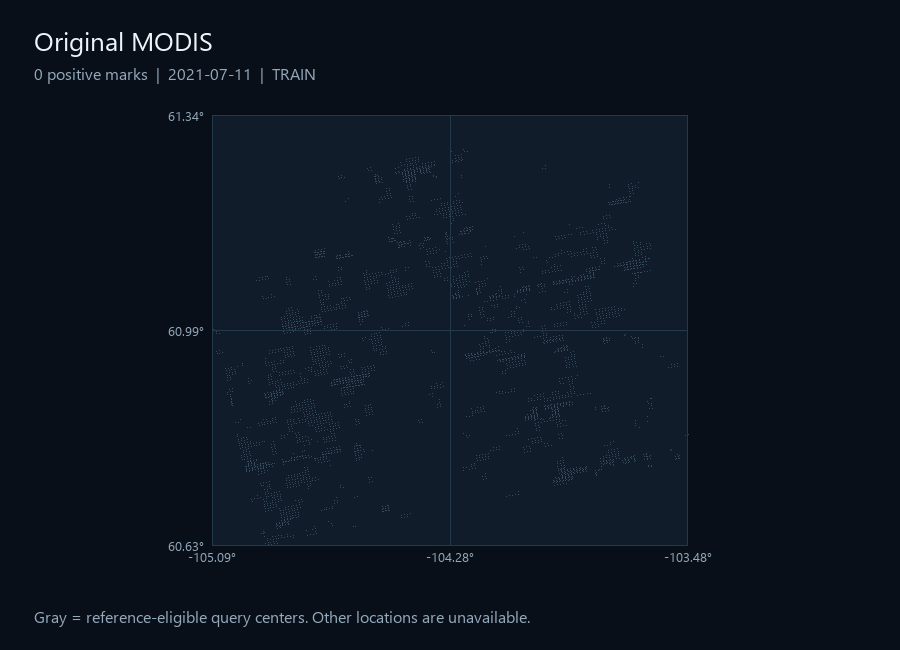 Original MODIS
0 positive marks | 2021-07-11 | TRAIN
61.34°
60.99°
60.63°
-105.09°
-104.28°
-103.48°
Gray = reference-eligible query centers. Other locations are unavailable.